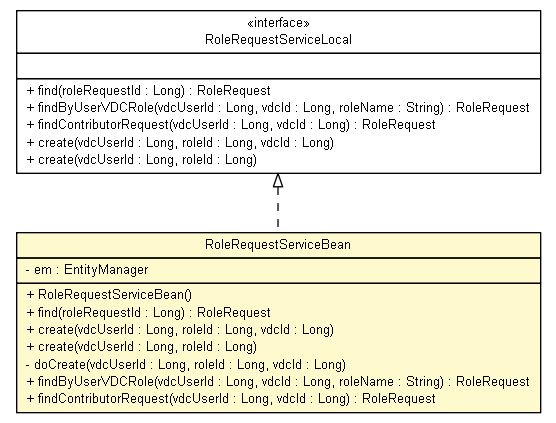 «interface»
RoleRequestServiceLocal
+ find(roleRequestId : Long) : RoleRequest
+ findByUserVDCRole(vdcUserId : Long, vdcId : Long, roleName : String) : RoleRequest
+ findContributorRequest(vdcUserId : Long, vdcId : Long) : RoleRequest
+ create(vdcUserId : Long, roleId : Long, vdcId : Long)
+ create(vdcUserId : Long, roleId : Long)
RoleRequestServiceBean
- em : EntityManager
+ RoleRequestServiceBean()
+ find(roleRequestId : Long) : RoleRequest
+ create(vdcUserId : Long, roleId : Long, vdcId : Long)
+ create(vdcUserId : Long, roleId : Long)
- doCreate(vdcUserId : Long, roleId : Long, vdcId : Long)
+ findByUserVDCRole(vdcUserId : Long, vdcId : Long, roleName : String) : RoleRequest
+ findContributorRequest(vdcUserId : Long, vdcId : Long) : RoleRequest